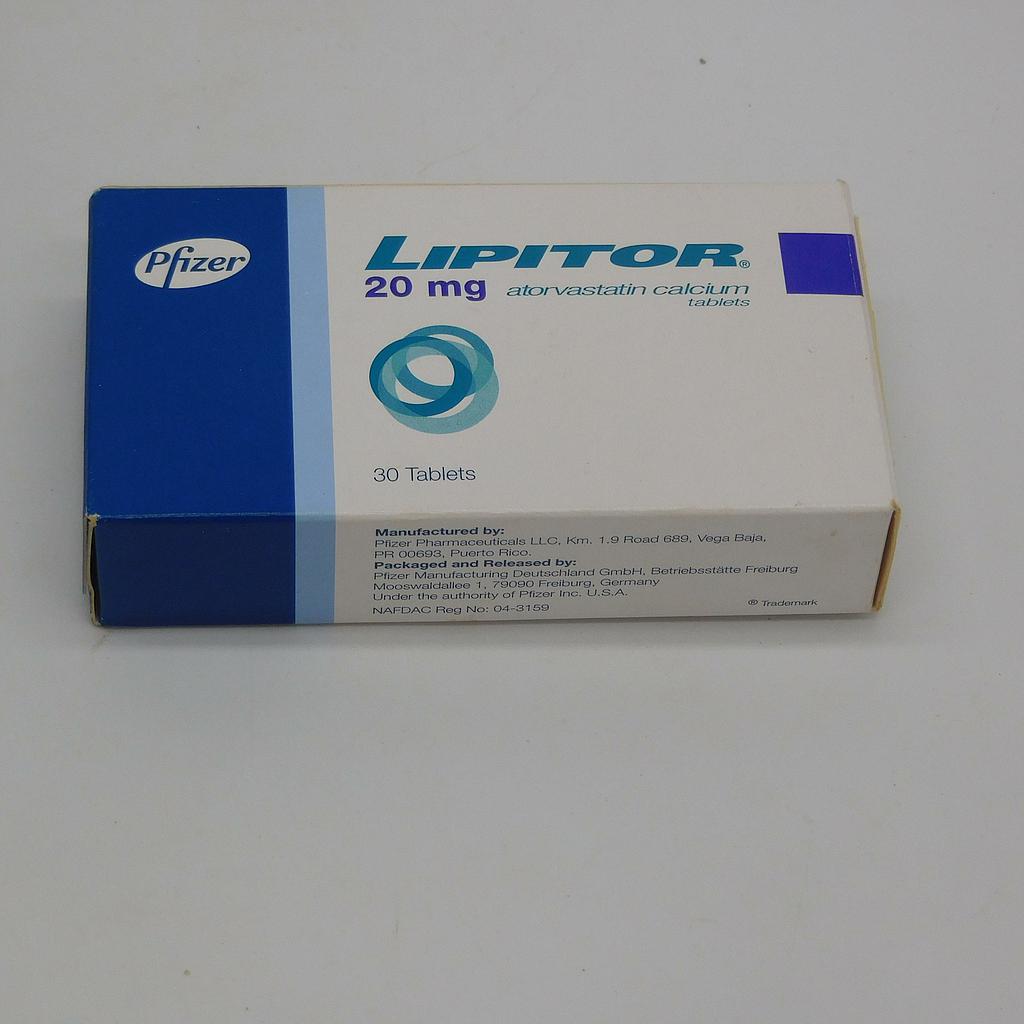 Pfizer
LIPITOR®
20 mg atorvastatin calcium
tablets
30 Tablets
Manufactured by:
Pfizer Pharmaceuticals LLC, Km. 1.9 Road 689, Vega Baja,
PR 00693, Puerto Rico.
Packaged and Released by:
Pfizer Manufacturing Deutschland GmbH, Betriebsstätte Freiburg
Mooswaldallee 1, 79090 Freiburg, Germany
Under the authority of Pfizer Inc. U.S.A.
NAFDAC Reg No: 04-3159
® Trademark